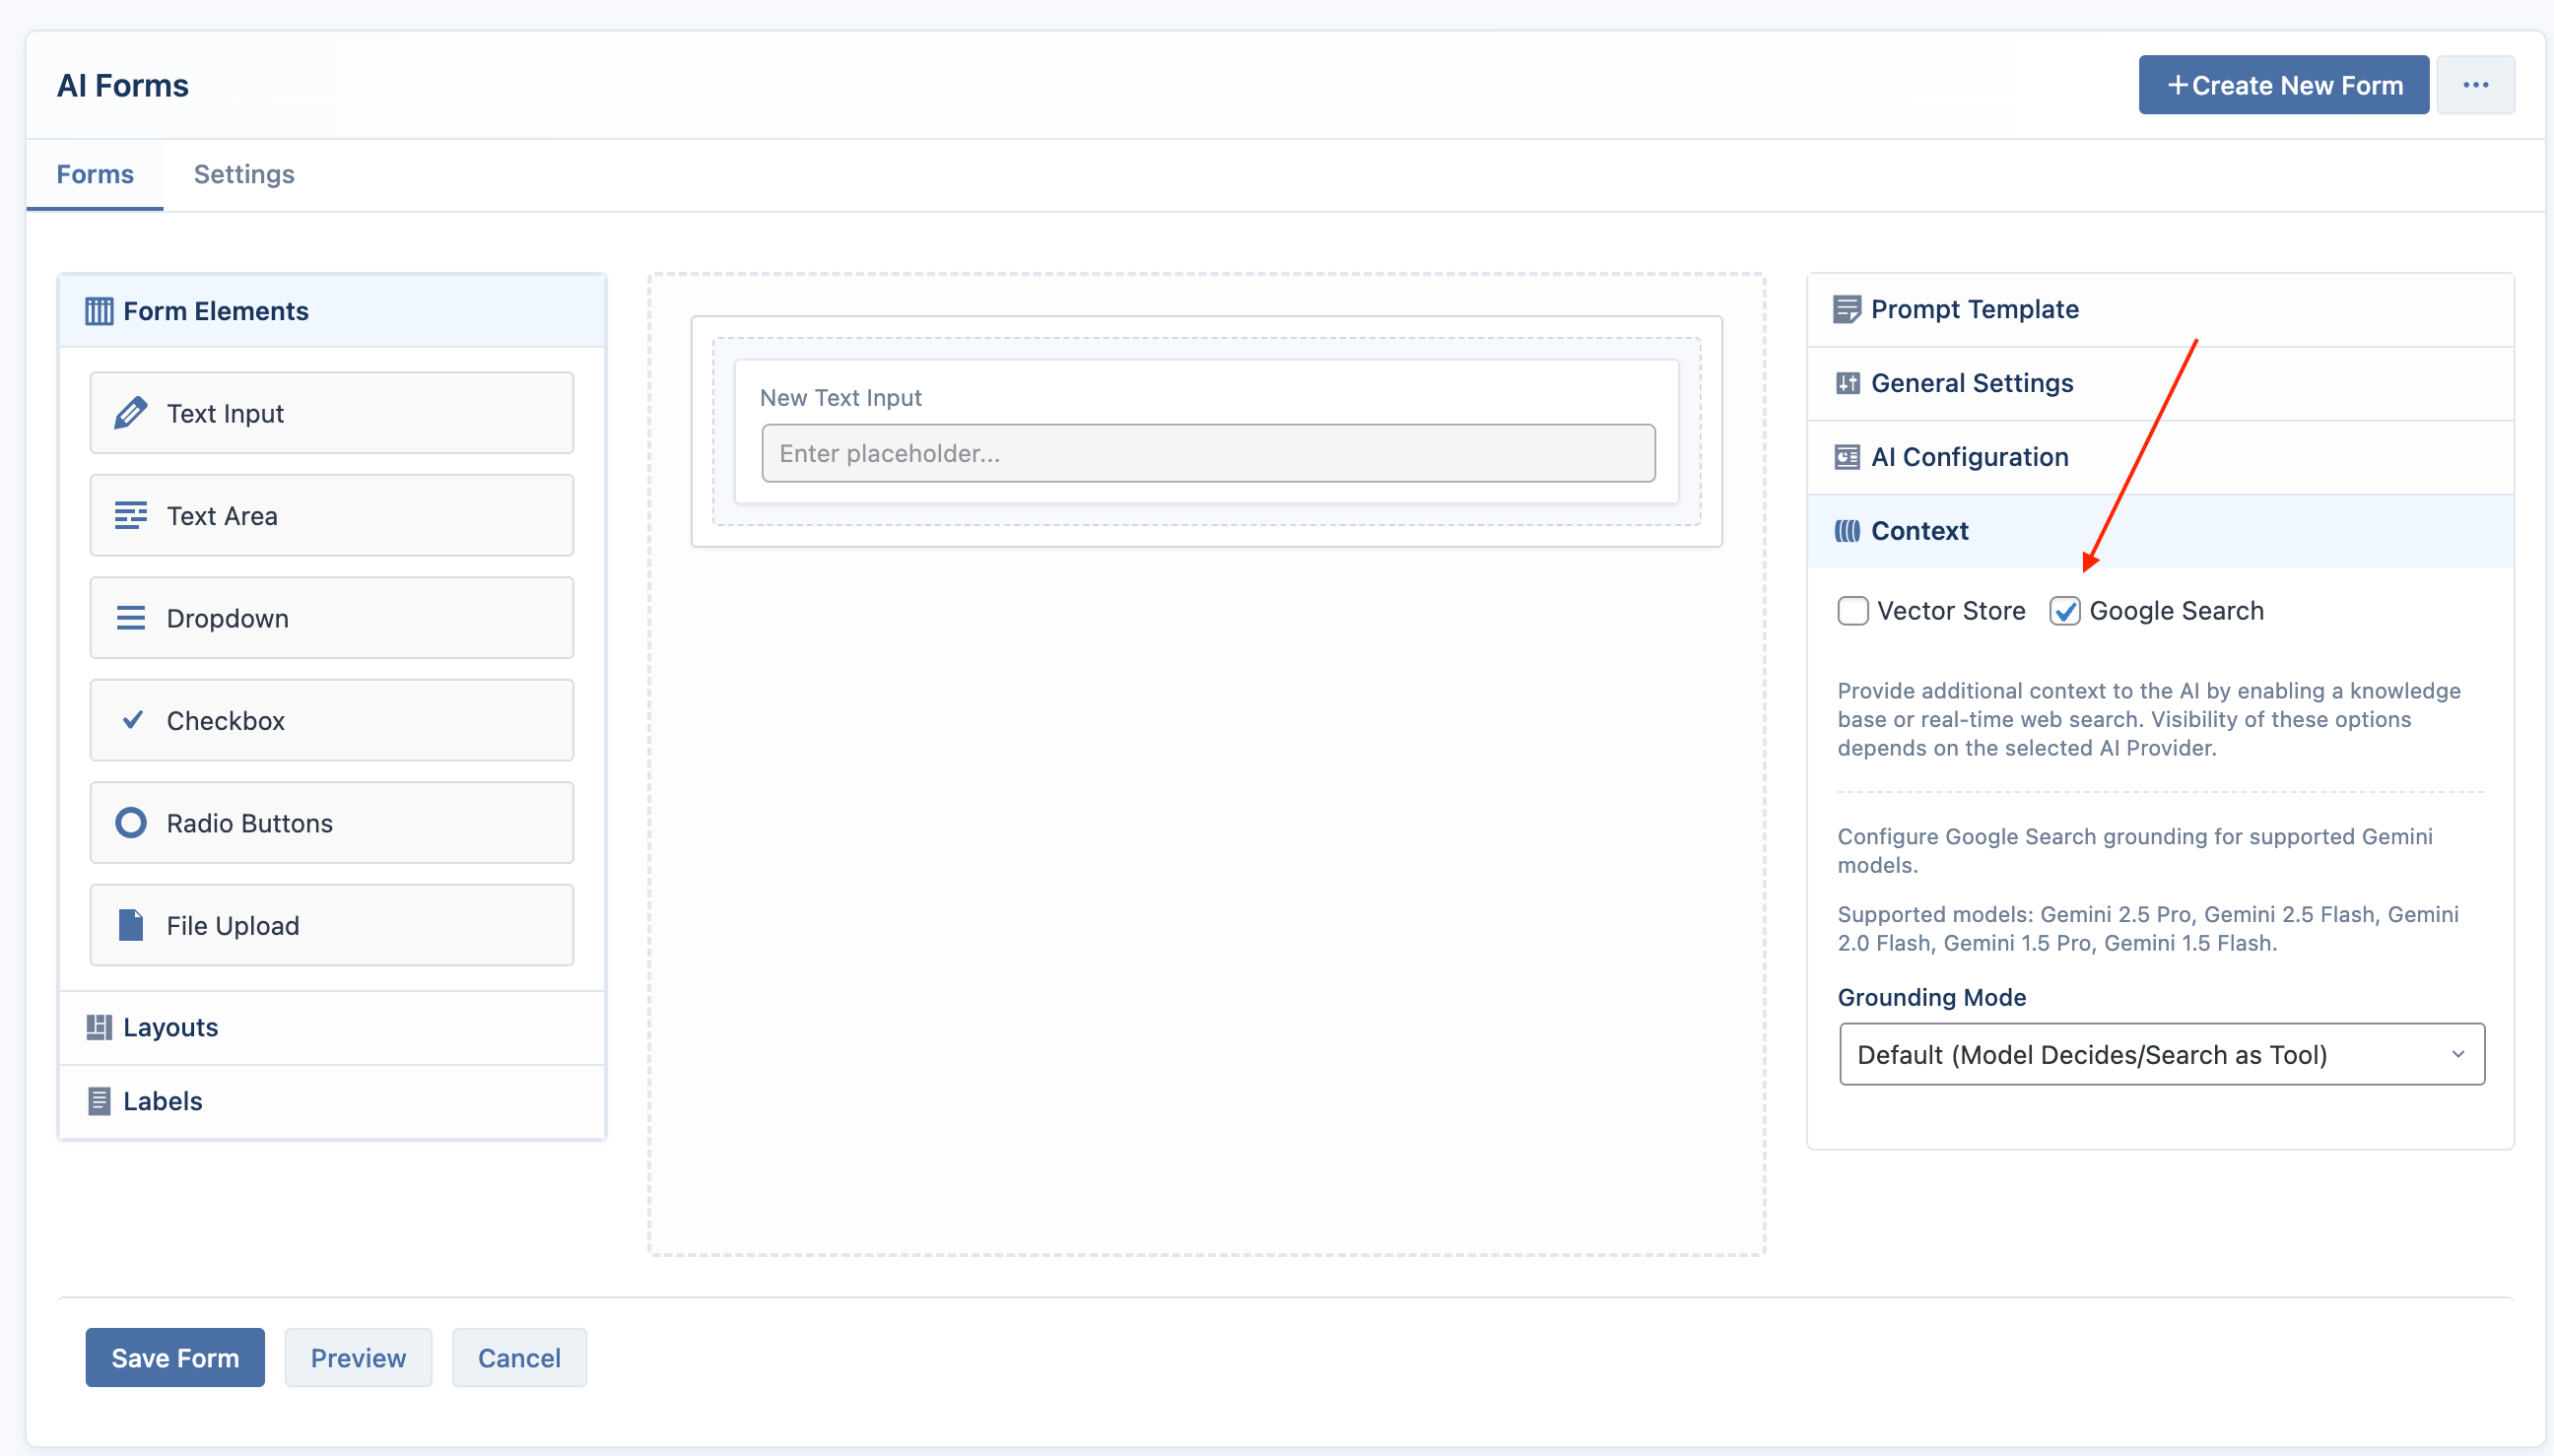 AI Forms
+Create New Form
Forms
Settings
Form Elements
Text Input
Text Area
Dropdown
Checkbox
Radio Buttons
File Upload
Layouts
Labels
New Text Input
Enter placeholder...
Prompt Template
General Settings
AI Configuration
Context
Vector Store
Google Search
Provide additional context to the AI by enabling a knowledge
base or real-time web search. Visibility of these options
depends on the selected AI Provider.
Configure Google Search grounding for supported Gemini
models.
Supported models: Gemini 2.5 Pro, Gemini 2.5 Flash, Gemini
2.0 Flash, Gemini 1.5 Pro, Gemini 1.5 Flash.
Grounding Mode
Default (Model Decides/Search as Tool)
Save Form
Preview
Cancel